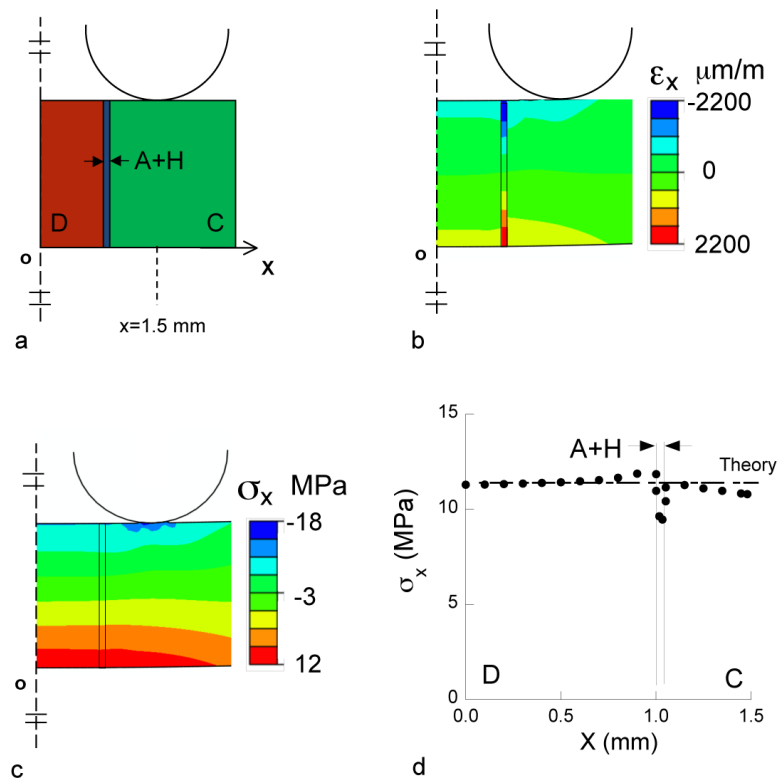 A+H
D
C
o
x
x=1.5 mm
a
εx μm/m
-2200
0
2200
o
b
σx MPa
-18
-3
12
o
c
15
A+H
Theory
10
σx (MPa)
5
D
C
0
0.0
0.5
1.0
1.5
X (mm)
d